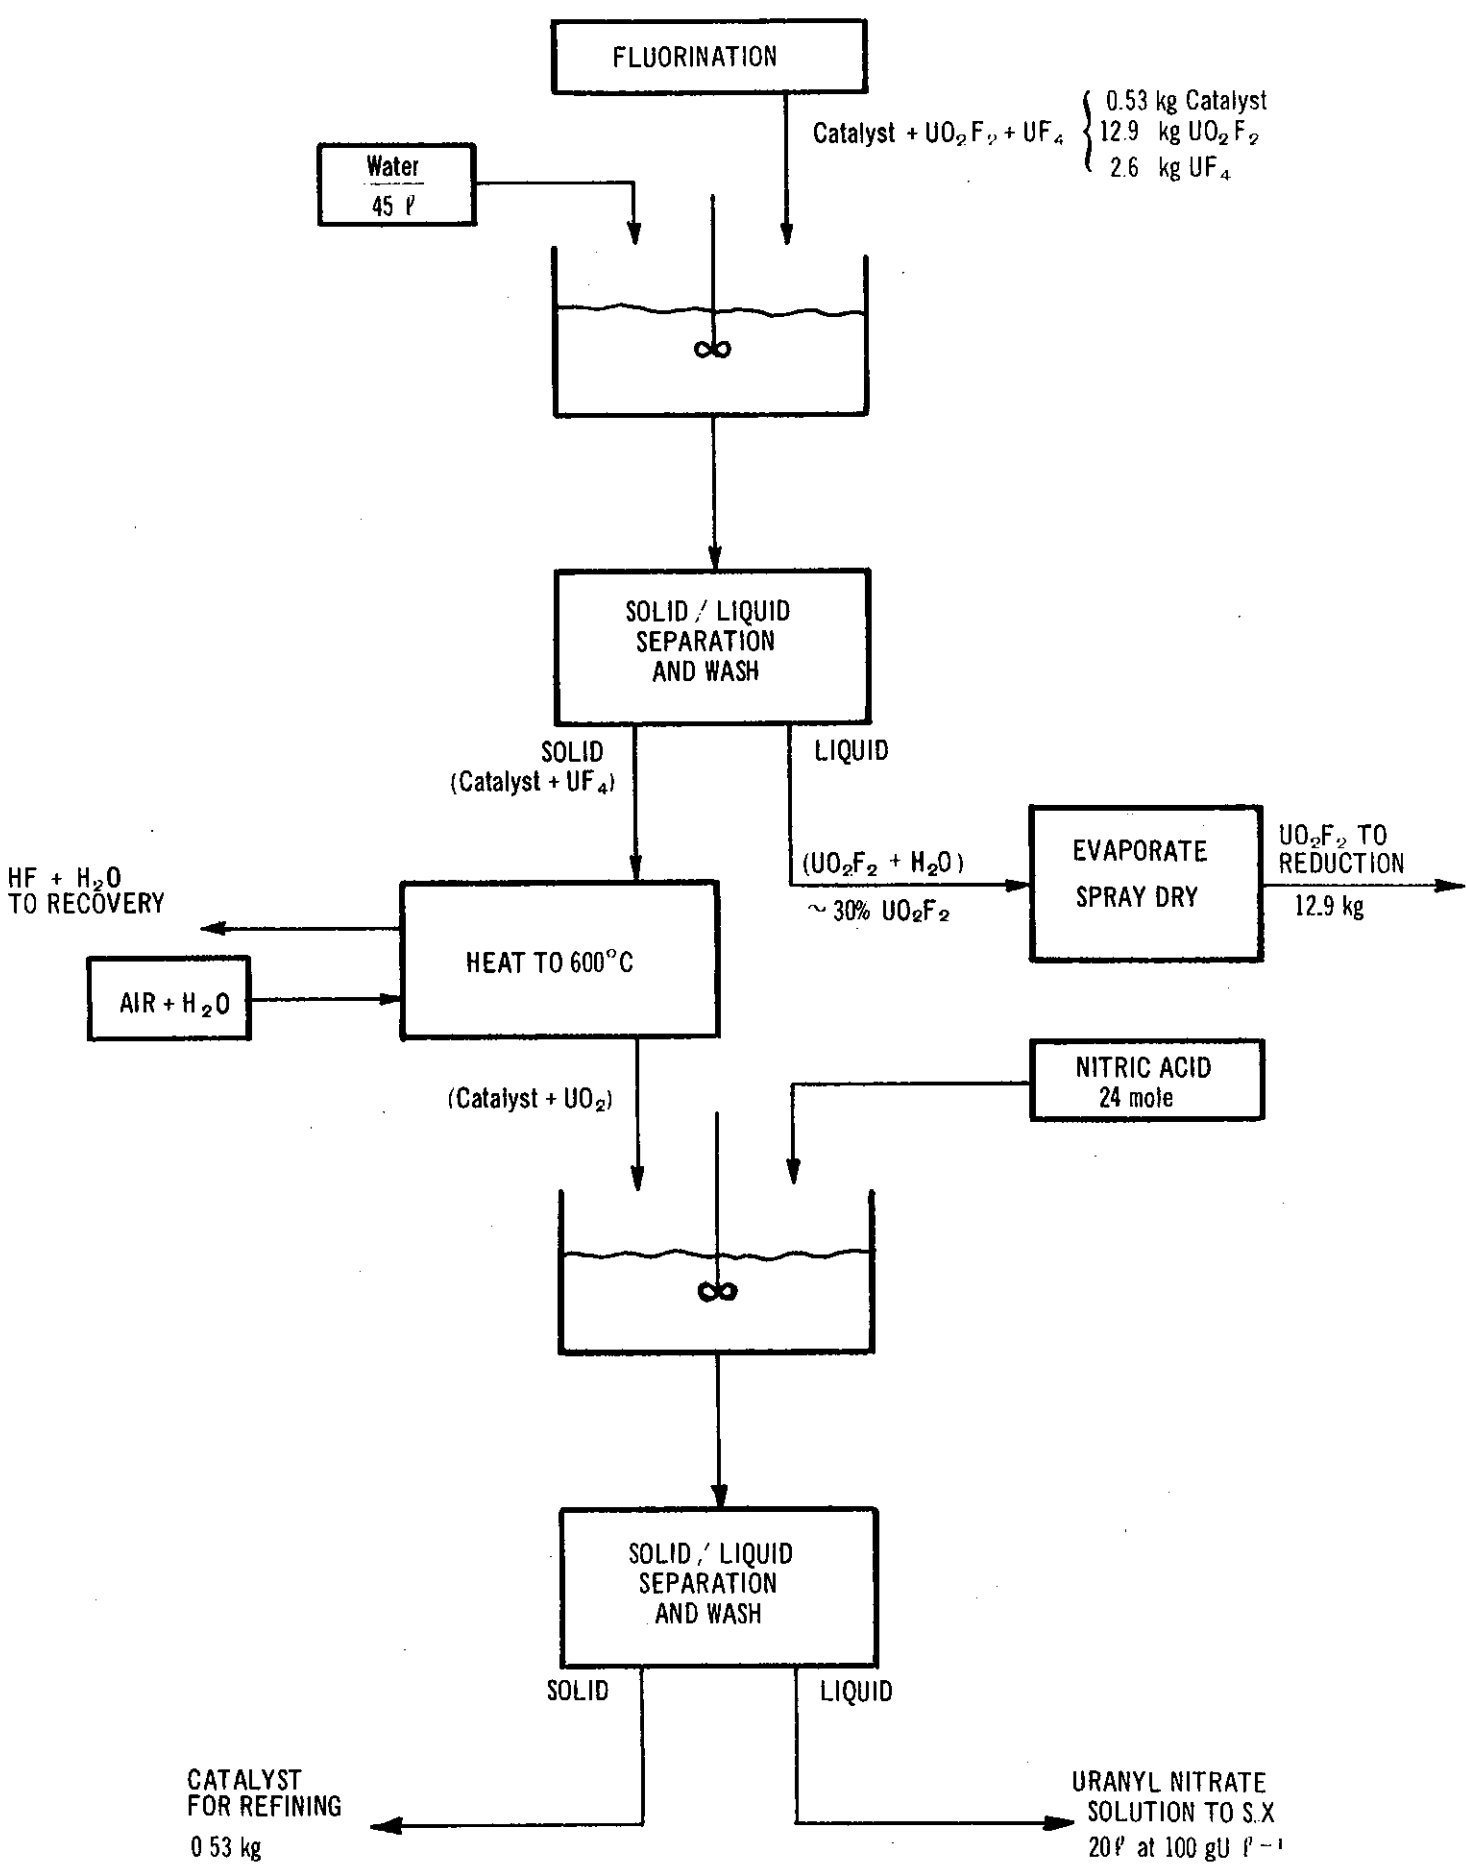 FLUORINATION
Catalyst + UO₂F₂ + UF₄
0.53 kg Catalyst
12.9 kg UO₂F₂
2.6 kg UF₄
Water
45 ℓ
SOLID / LIQUID
SEPARATION
AND WASH
SOLID
(Catalyst + UF₄)
LIQUID
(UO₂F₂ + H₂O)
~ 30% UO₂F₂
EVAPORATE
SPRAY DRY
UO₂F₂ TO
REDUCTION
12.9 kg
HF + H₂O
TO RECOVERY
HEAT TO 600°C
AIR + H₂O
(Catalyst + UO₂)
NITRIC ACID
24 mole
SOLID / LIQUID
SEPARATION
AND WASH
SOLID
LIQUID
CATALYST
FOR REFINING
0 53 kg
URANYL NITRATE
SOLUTION TO S.X
20ℓ at 100 gU ℓ⁻¹